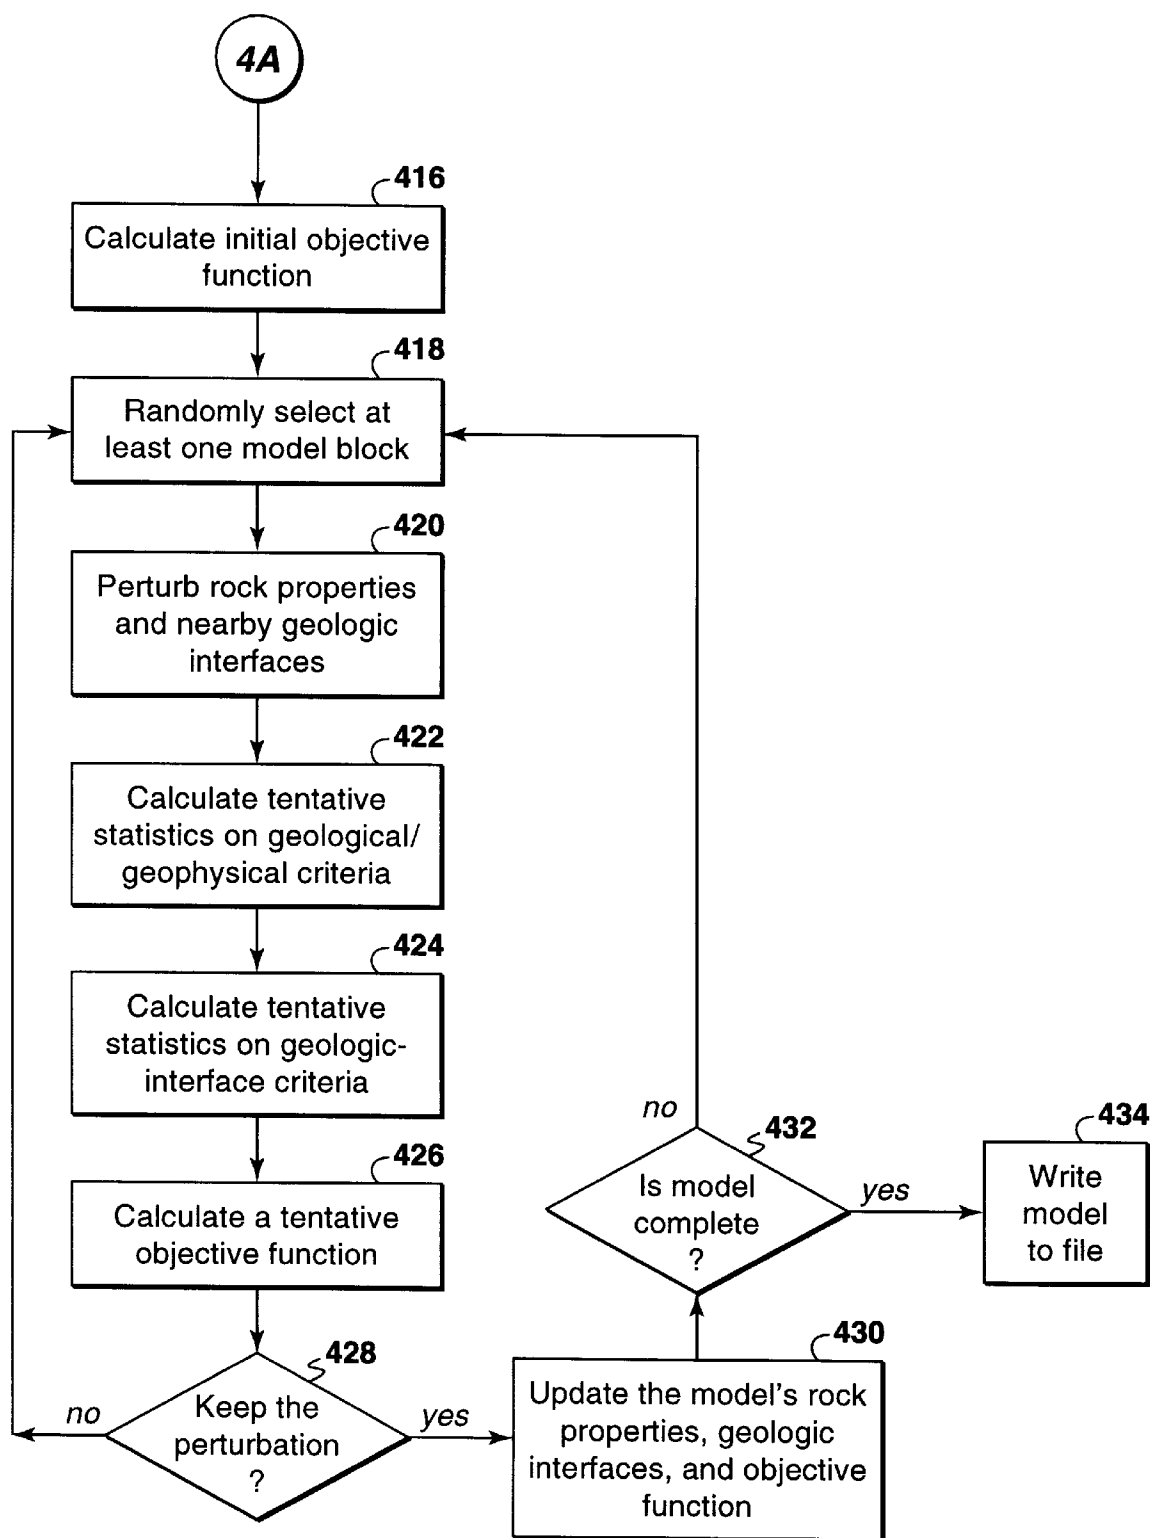 4A
416
Calculate initial objective
function
418
Randomly select at
least one model block
420
Perturb rock properties
and nearby geologic
interfaces
422
Calculate tentative
statistics on geological/
geophysical criteria
424
Calculate tentative
statistics on geologic-
interface criteria
426
Calculate a tentative
objective function
428
Keep the
perturbation
?
no
yes
430
Update the model's rock
properties, geologic
interfaces, and objective
function
432
Is model
complete
?
no
yes
434
Write
model
to file